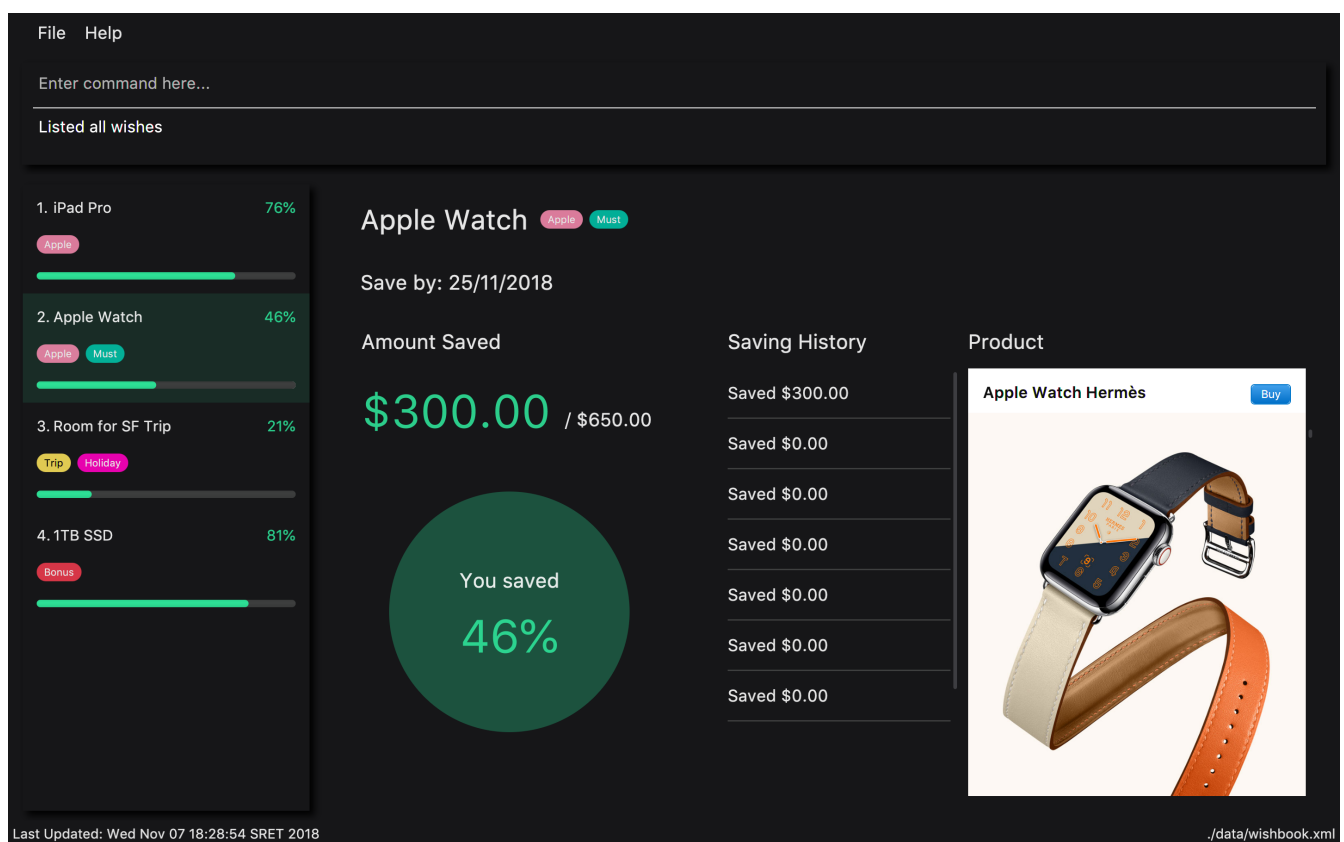 File Help
Enter command here...
Listed all wishes
1. iPad Pro 76%
Apple
2. Apple Watch 46%
Apple Must
3. Room for SF Trip 21%
Trip Holiday
4. 1TB SSD 81%
Bonus
Apple Watch Apple Must
Save by: 25/11/2018
Amount Saved
$300.00 / $650.00
You saved
46%
Saving History
Saved $300.00
Saved $0.00
Saved $0.00
Saved $0.00
Saved $0.00
Saved $0.00
Saved $0.00
Product
Apple Watch Hermès Buy
Last Updated: Wed Nov 07 18:28:54 SRET 2018
./data/wishbook.xml